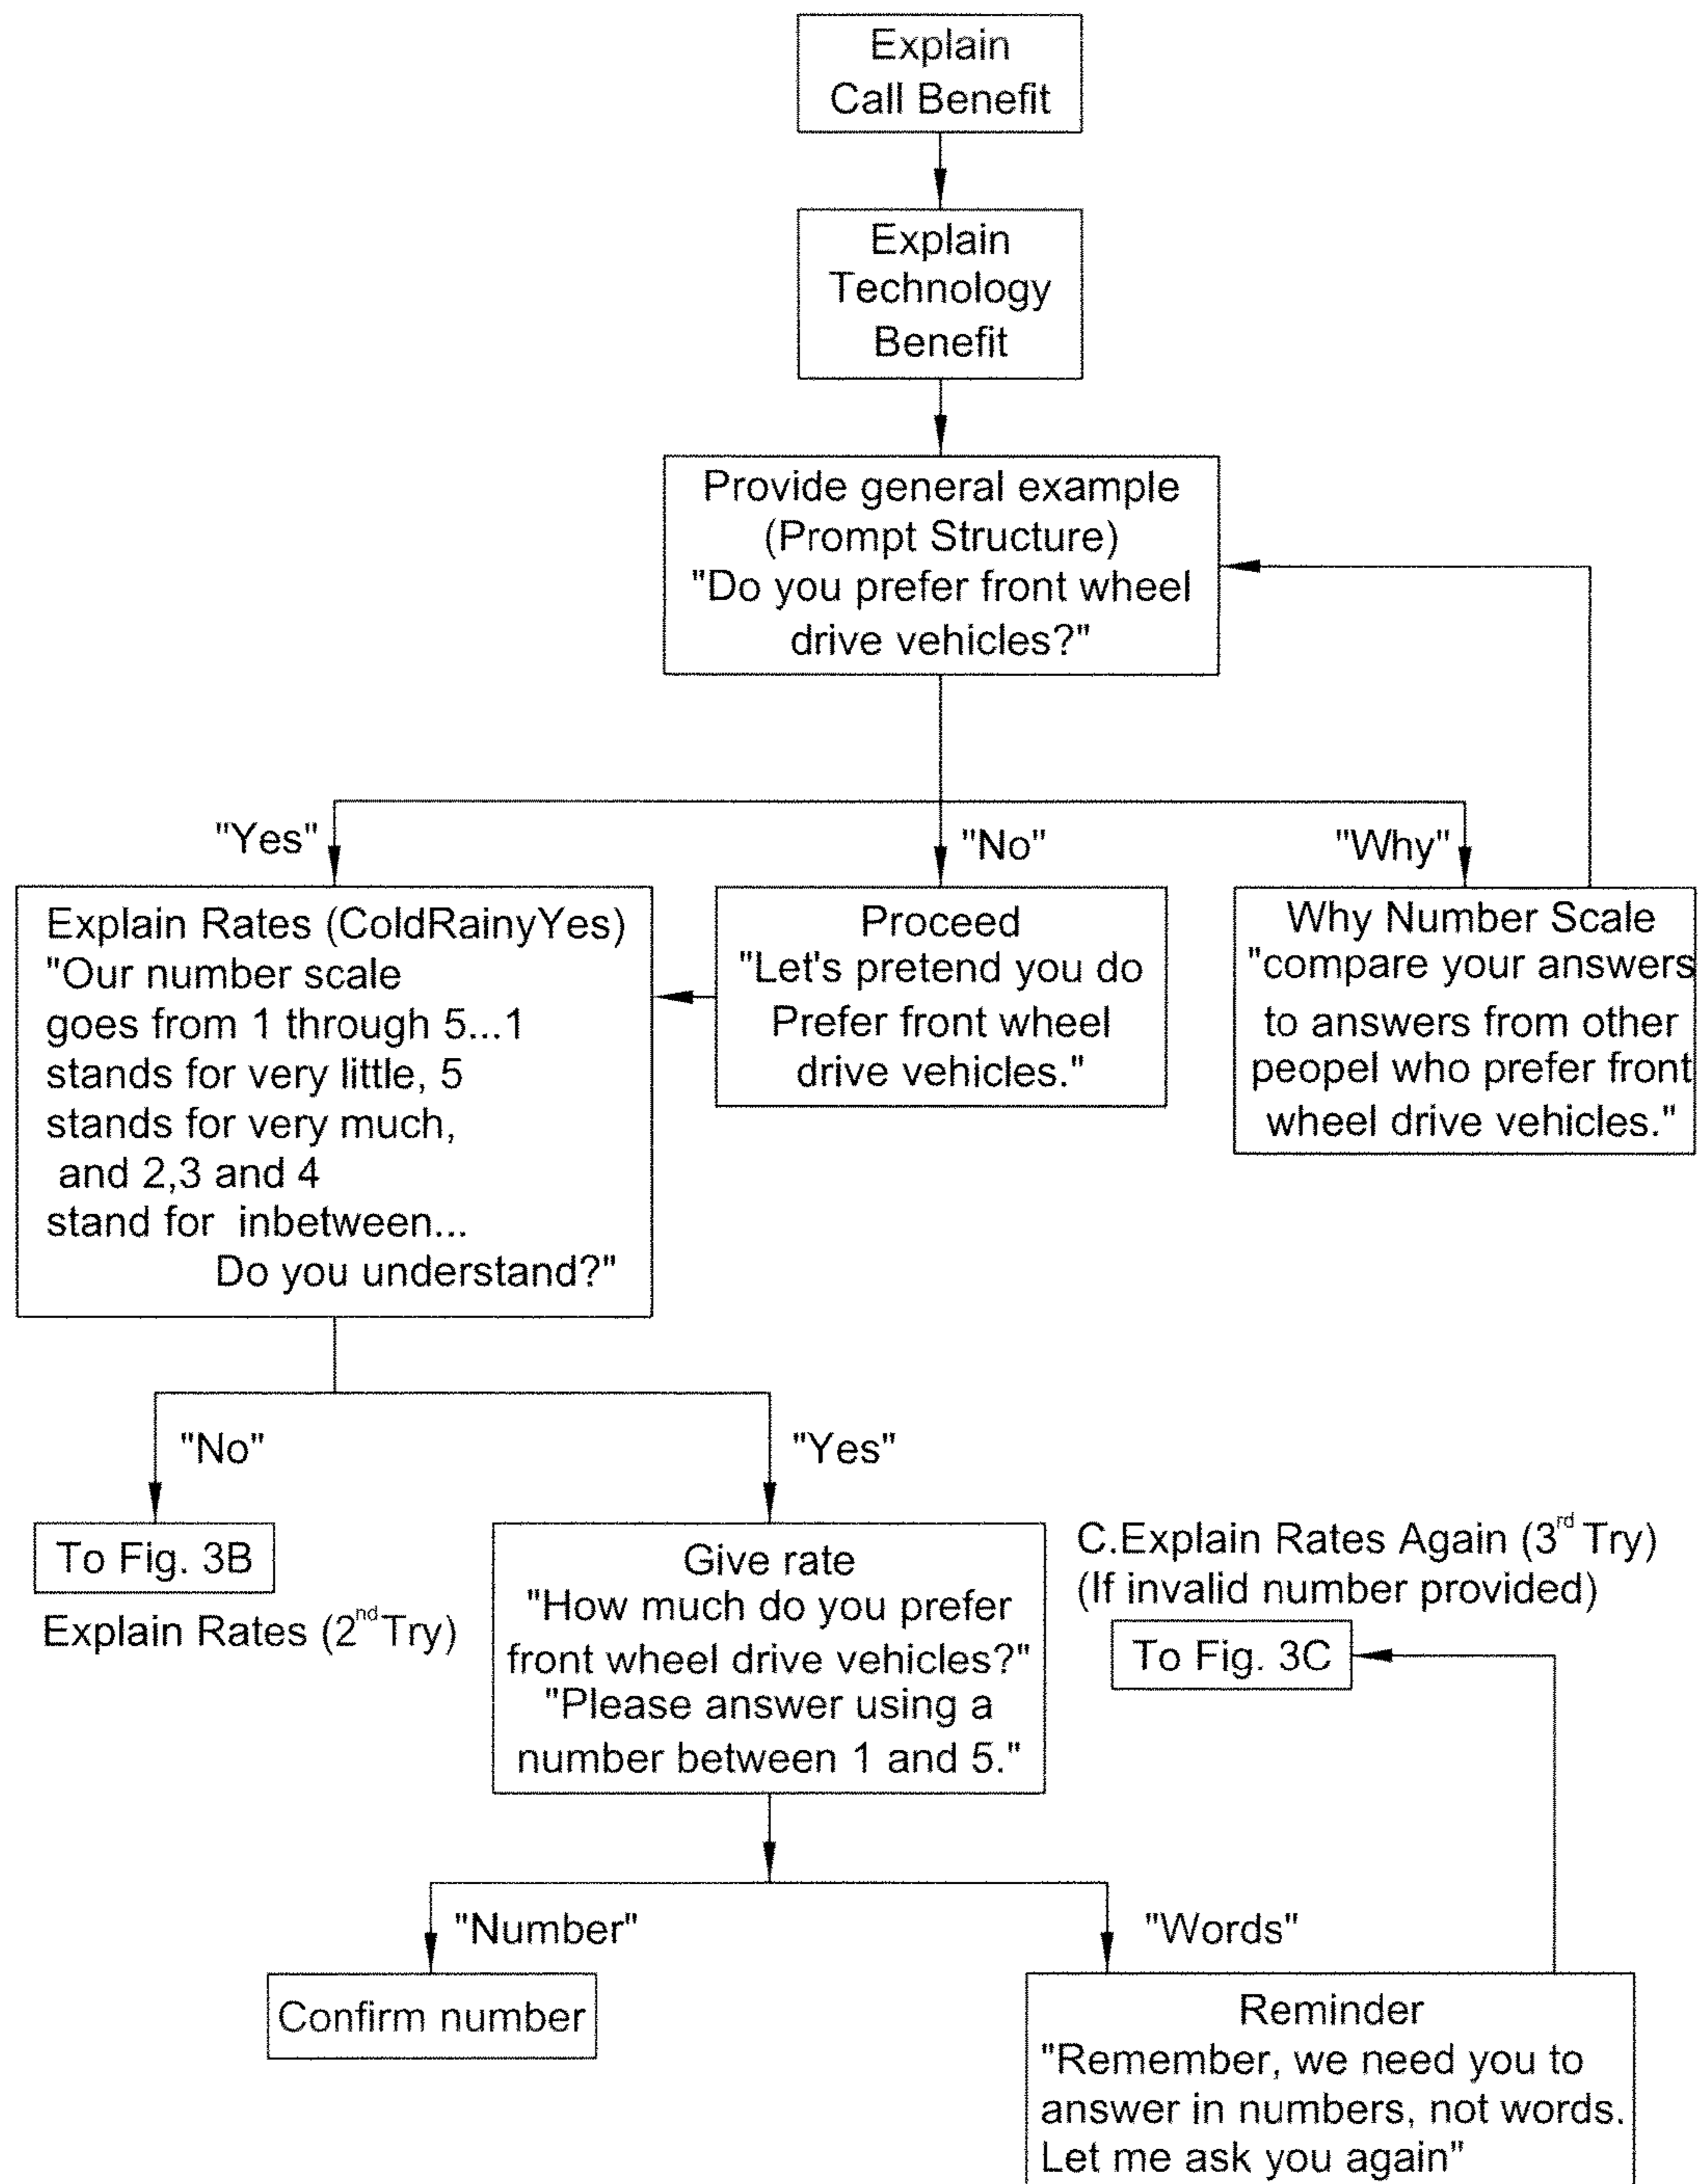 Explain
Call Benefit
Explain
Technology
Benefit
Provide general example
(Prompt Structure)
"Do you prefer front wheel
drive vehicles?"
"Yes"
"No"
"Why"
Explain Rates (ColdRainyYes)
"Our number scale
goes from 1 through 5...1
stands for very little, 5
stands for very much,
and 2,3 and 4
stand for inbetween...
Do you understand?"
Proceed
"Let's pretend you do
Prefer front wheel
drive vehicles."
Why Number Scale
"compare your answers
to answers from other
peopel who prefer front
wheel drive vehicles."
"No"
"Yes"
To Fig. 3B
Explain Rates (2nd Try)
Give rate
"How much do you prefer
front wheel drive vehicles?"
"Please answer using a
number between 1 and 5."
C.Explain Rates Again (3rd Try)
(If invalid number provided)
To Fig. 3C
"Number"
"Words"
Confirm number
Reminder
"Remember, we need you to
answer in numbers, not words.
Let me ask you again"